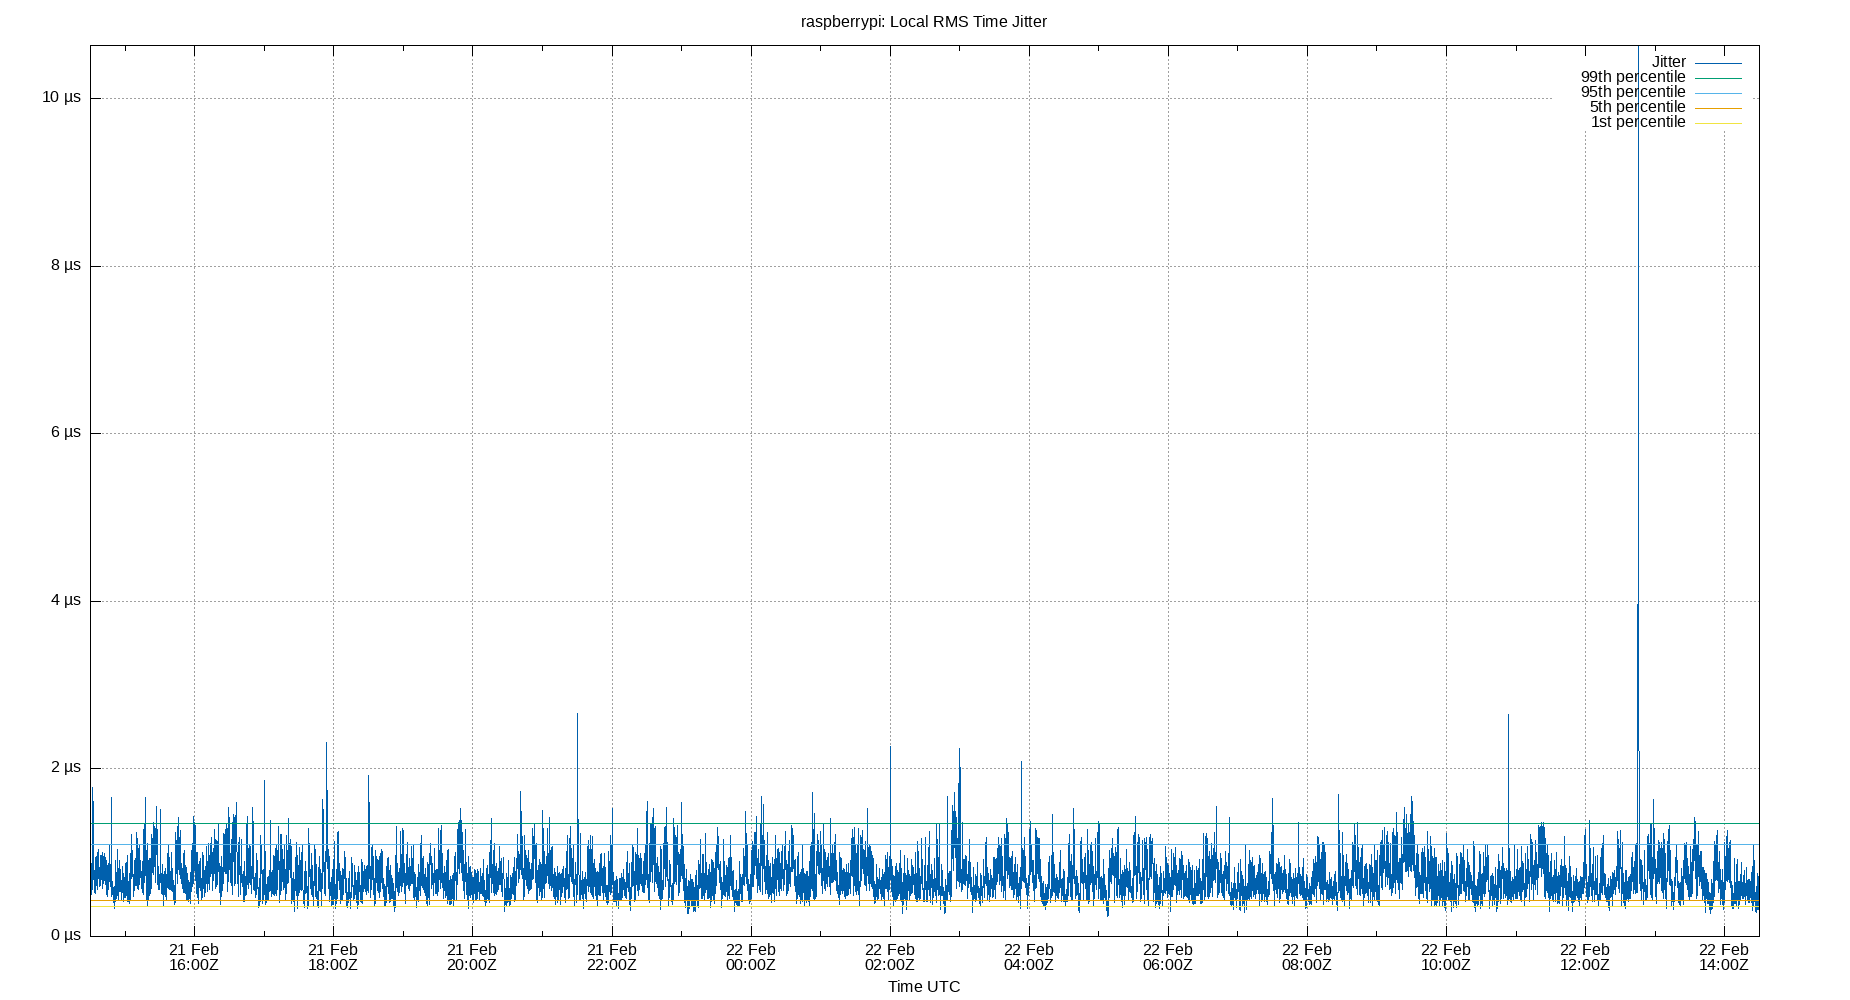 raspberrypi: Local RMS Time Jitter
Jitter
99th percentile
95th percentile
5th percentile
1st percentile
10 µs
8 µs
6 µs
4 µs
2 µs
0 µs
21 Feb 21 Feb 21 Feb 21 Feb 22 Feb 22 Feb 22 Feb 22 Feb 22 Feb 22 Feb 22 Feb 22 Feb
16:00Z 18:00Z 20:00Z 22:00Z 00:00Z 02:00Z 04:00Z 06:00Z 08:00Z 10:00Z 12:00Z 14:00Z
Time UTC